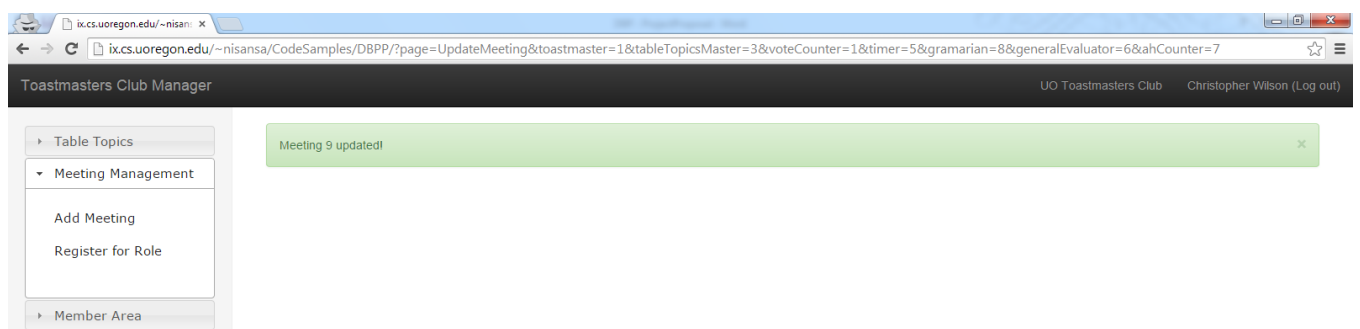 ix.cs.uoregon.edu/~nisans
ix.cs.uoregon.edu/~nisansa/CodeSamples/DBPP/?page=UpdateMeeting&toastmaster=1&tableTopicsMaster=3&voteCounter=1&timer=5&gramarian=8&generalEvaluator=6&ahCounter=7
Toastmasters Club Manager
UO Toastmasters Club
Christopher Wilson (Log out)
Table Topics
Meeting 9 updated!
Meeting Management
Add Meeting
Register for Role
Member Area